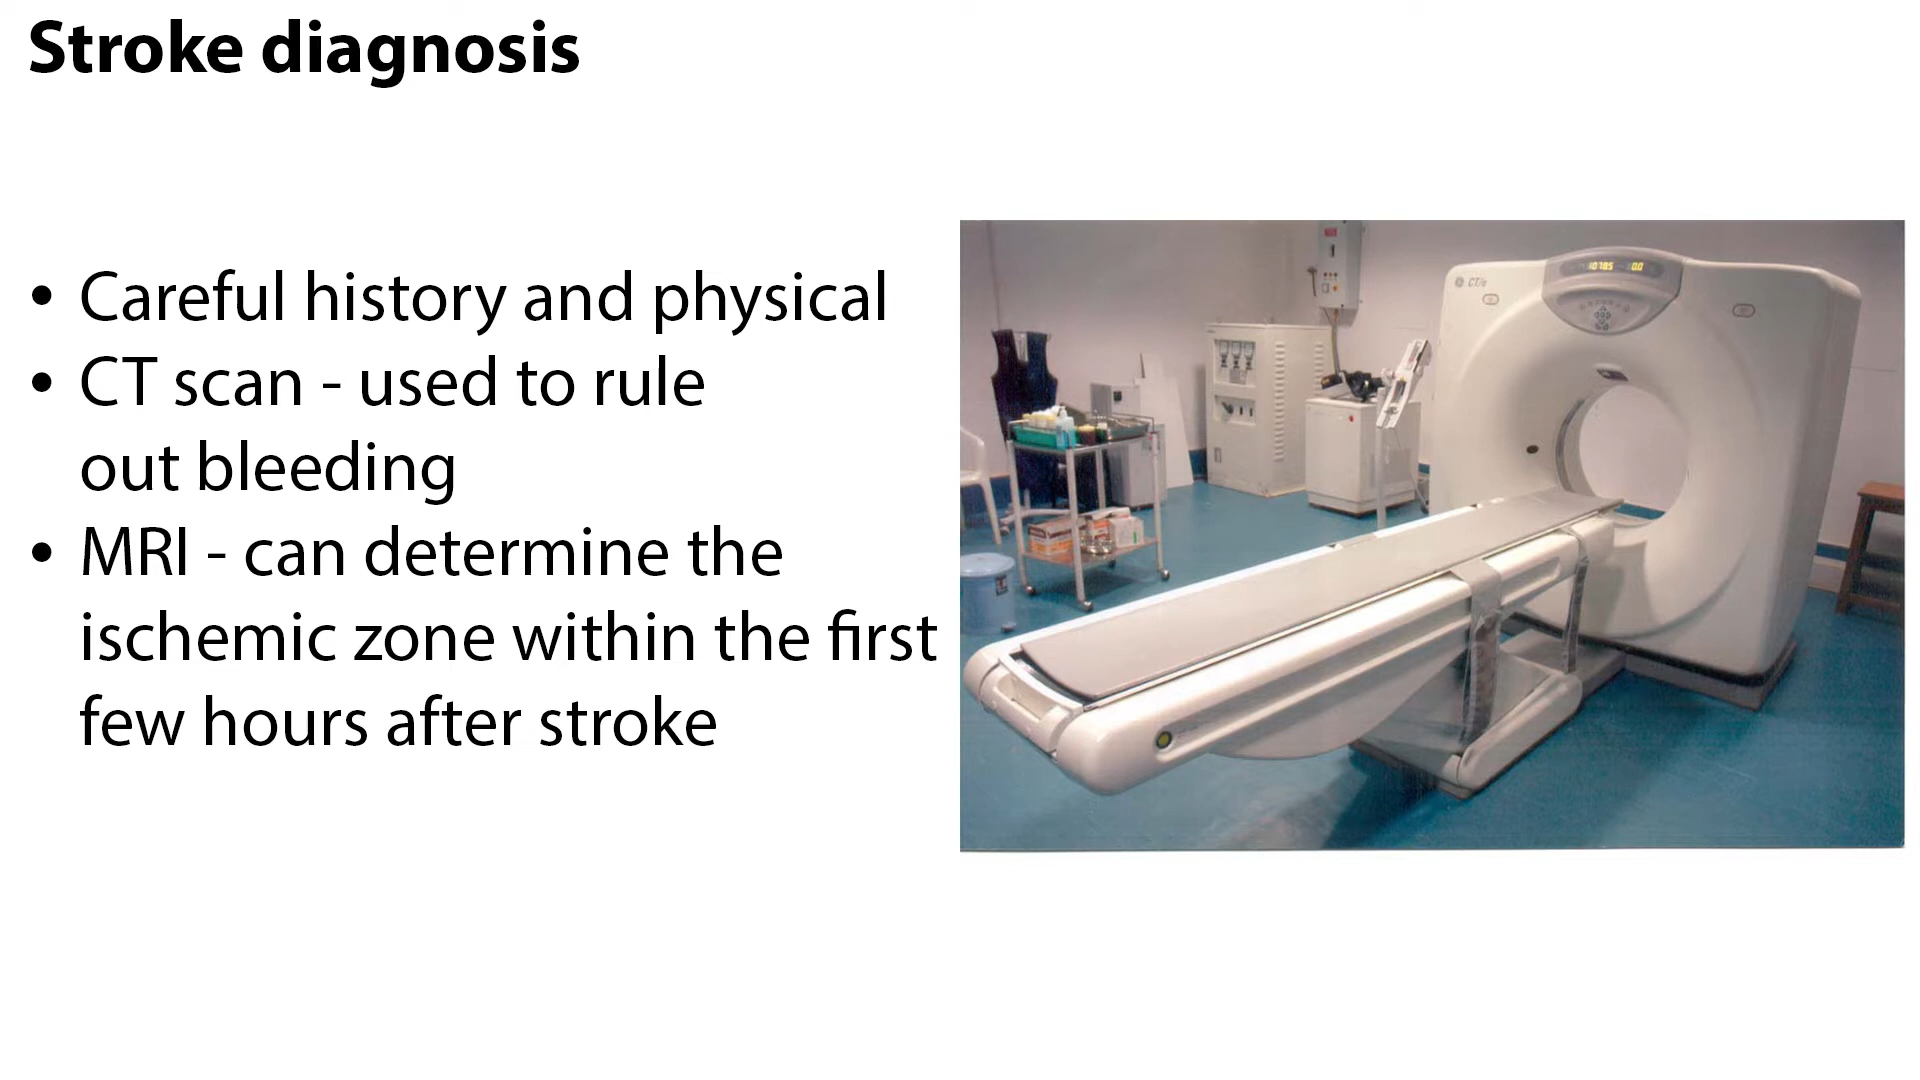 Stroke diagnosis
• Careful history and physical
• CT scan - used to rule
out bleeding
• MRI - can determine the
ischemic zone within the first
few hours after stroke
CT/e